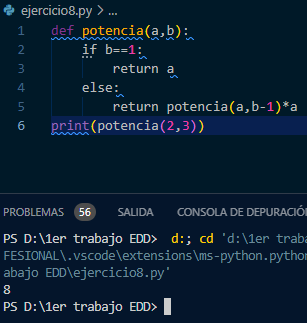 ejercicio8.py > ...
1 def potencia(a,b):
2 if b==1:
3 return a
4 else:
5 return potencia(a,b-1)*a
6 print(potencia(2,3))
PROBLEMAS 56 SALIDA CONSOLA DE DEPURACIÓN
PS D:\1er trabajo EDD> d:; cd 'd:\1er traba
FESIONAL\.vscode\extensions\ms-python.python
abajo EDD\ejercicio8.py'
8
PS D:\1er trabajo EDD>